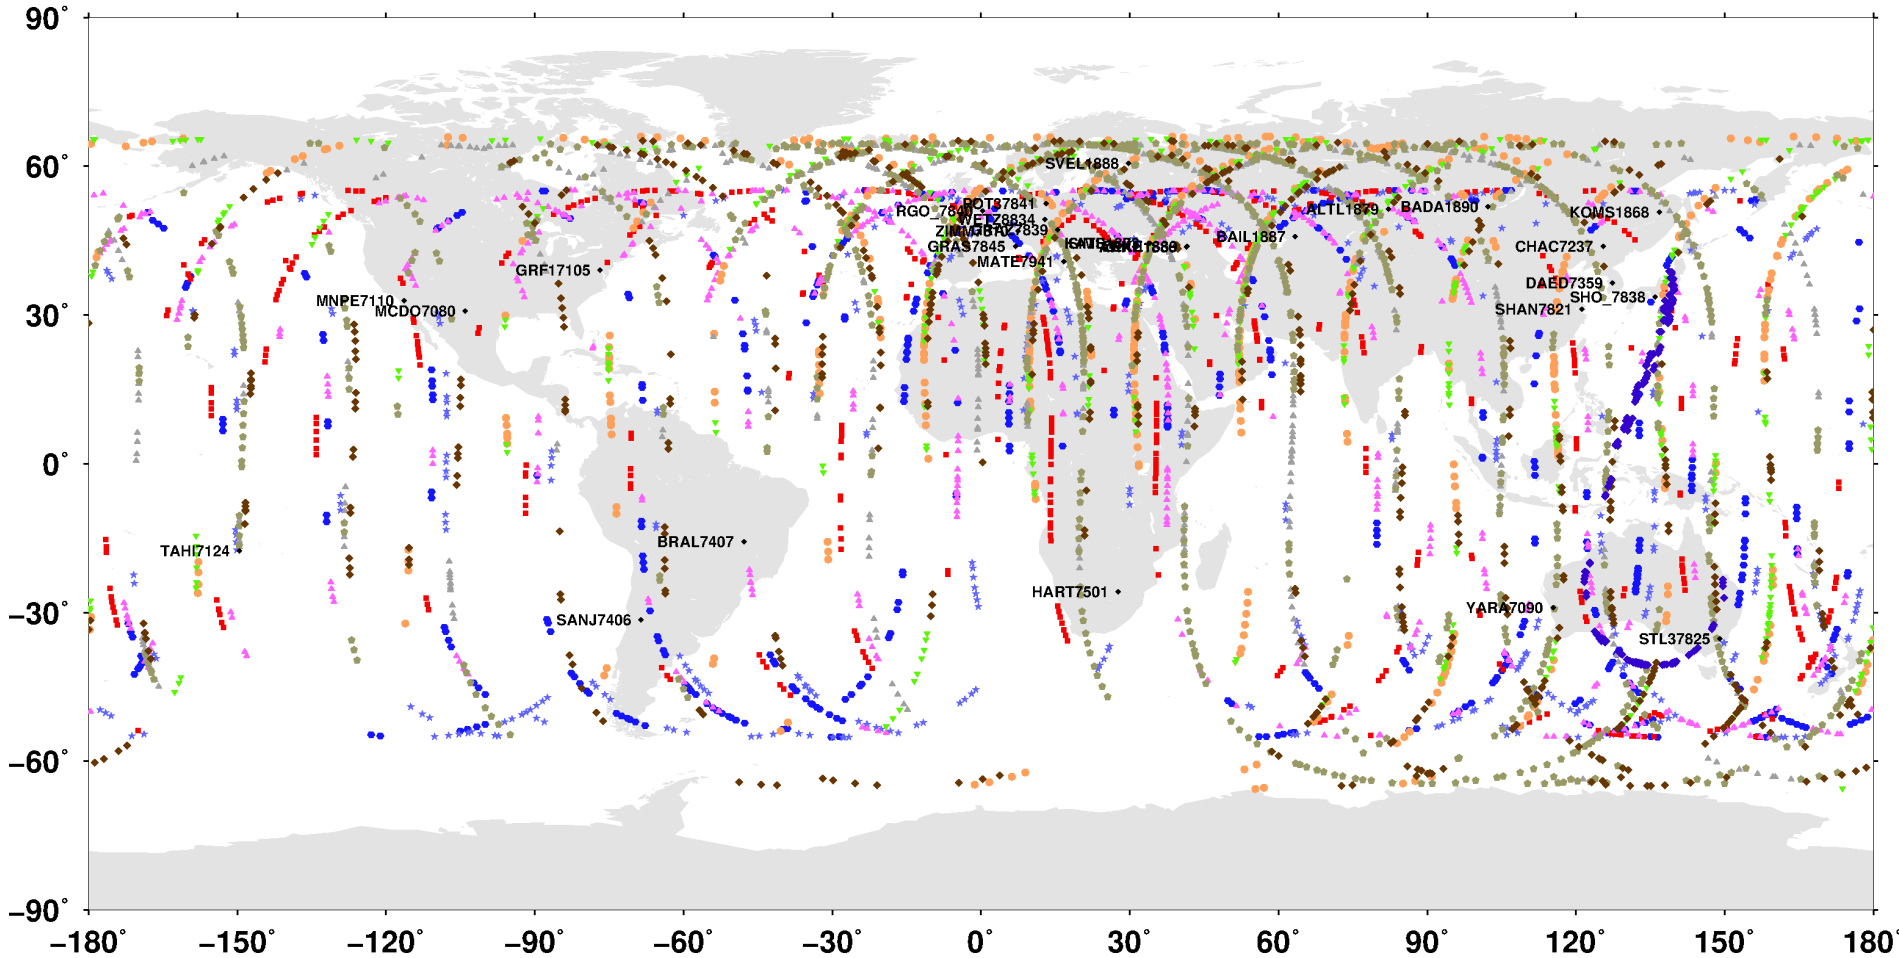 90°
60°
30°
0°
−30°
−60°
−90°
−180° −150° −120° −90° −60° −30° 0 30° 60° 90° 120° 150° 180°
SVEL1888
POT37841
WETZ8834
GRAS7845
MATE7941
ALTL1879
BADA1890
KOMS1868
BAIL1887
CHAC7237
DAED7359
SHO_7838
SHAN7821
GRF17105
MNPE7110
MCDO7080
TAHI7124
BRAL7407
SANJ7406
HART7501
YARA7090
STL37825